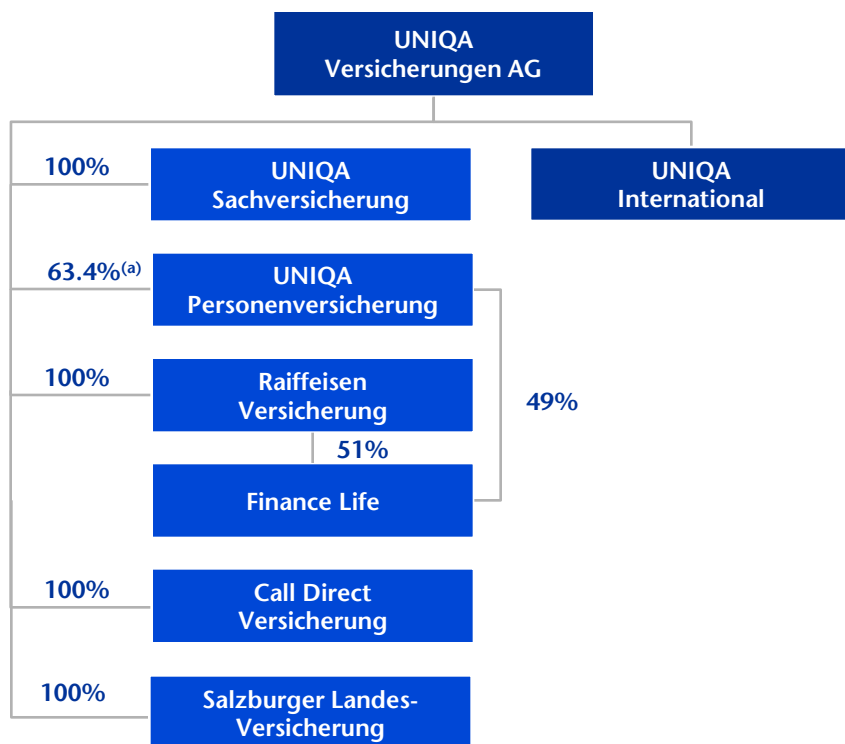 UNIQA
Versicherungen AG
100%
UNIQA
Sachversicherung
UNIQA
International
63.4%(a)
UNIQA
Personenversicherung
100%
Raiffeisen
Versicherung
49%
51%
Finance Life
100%
Call Direct
Versicherung
100%
Salzburger Landes-
Versicherung